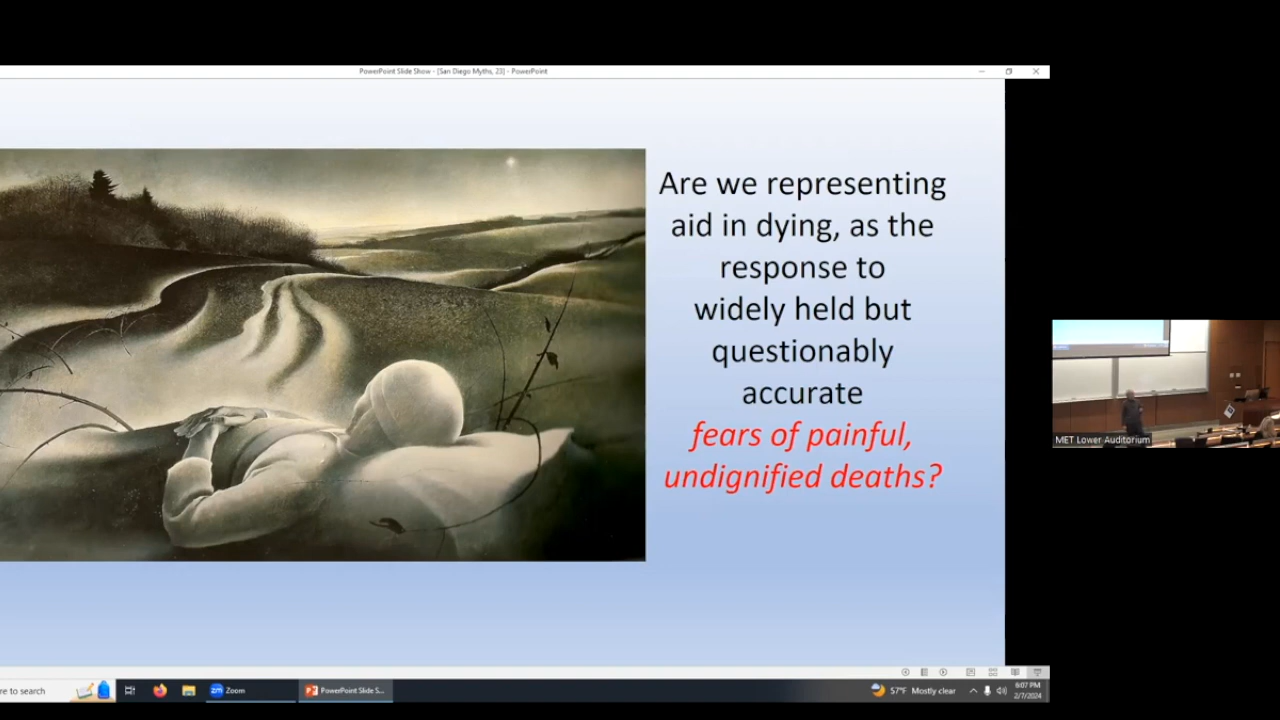 PowerPoint Slide Show - [San Diego Myths, 23] - PowerPoint
Are we representing
aid in dying, as the
response to
widely held but
questionably
accurate
fears of painful,
undignified deaths?
MET Lower Auditorium
re to search
zm Zoom
PowerPoint Slide S...
57°F Mostly clear
6:07 PM
2/7/2024